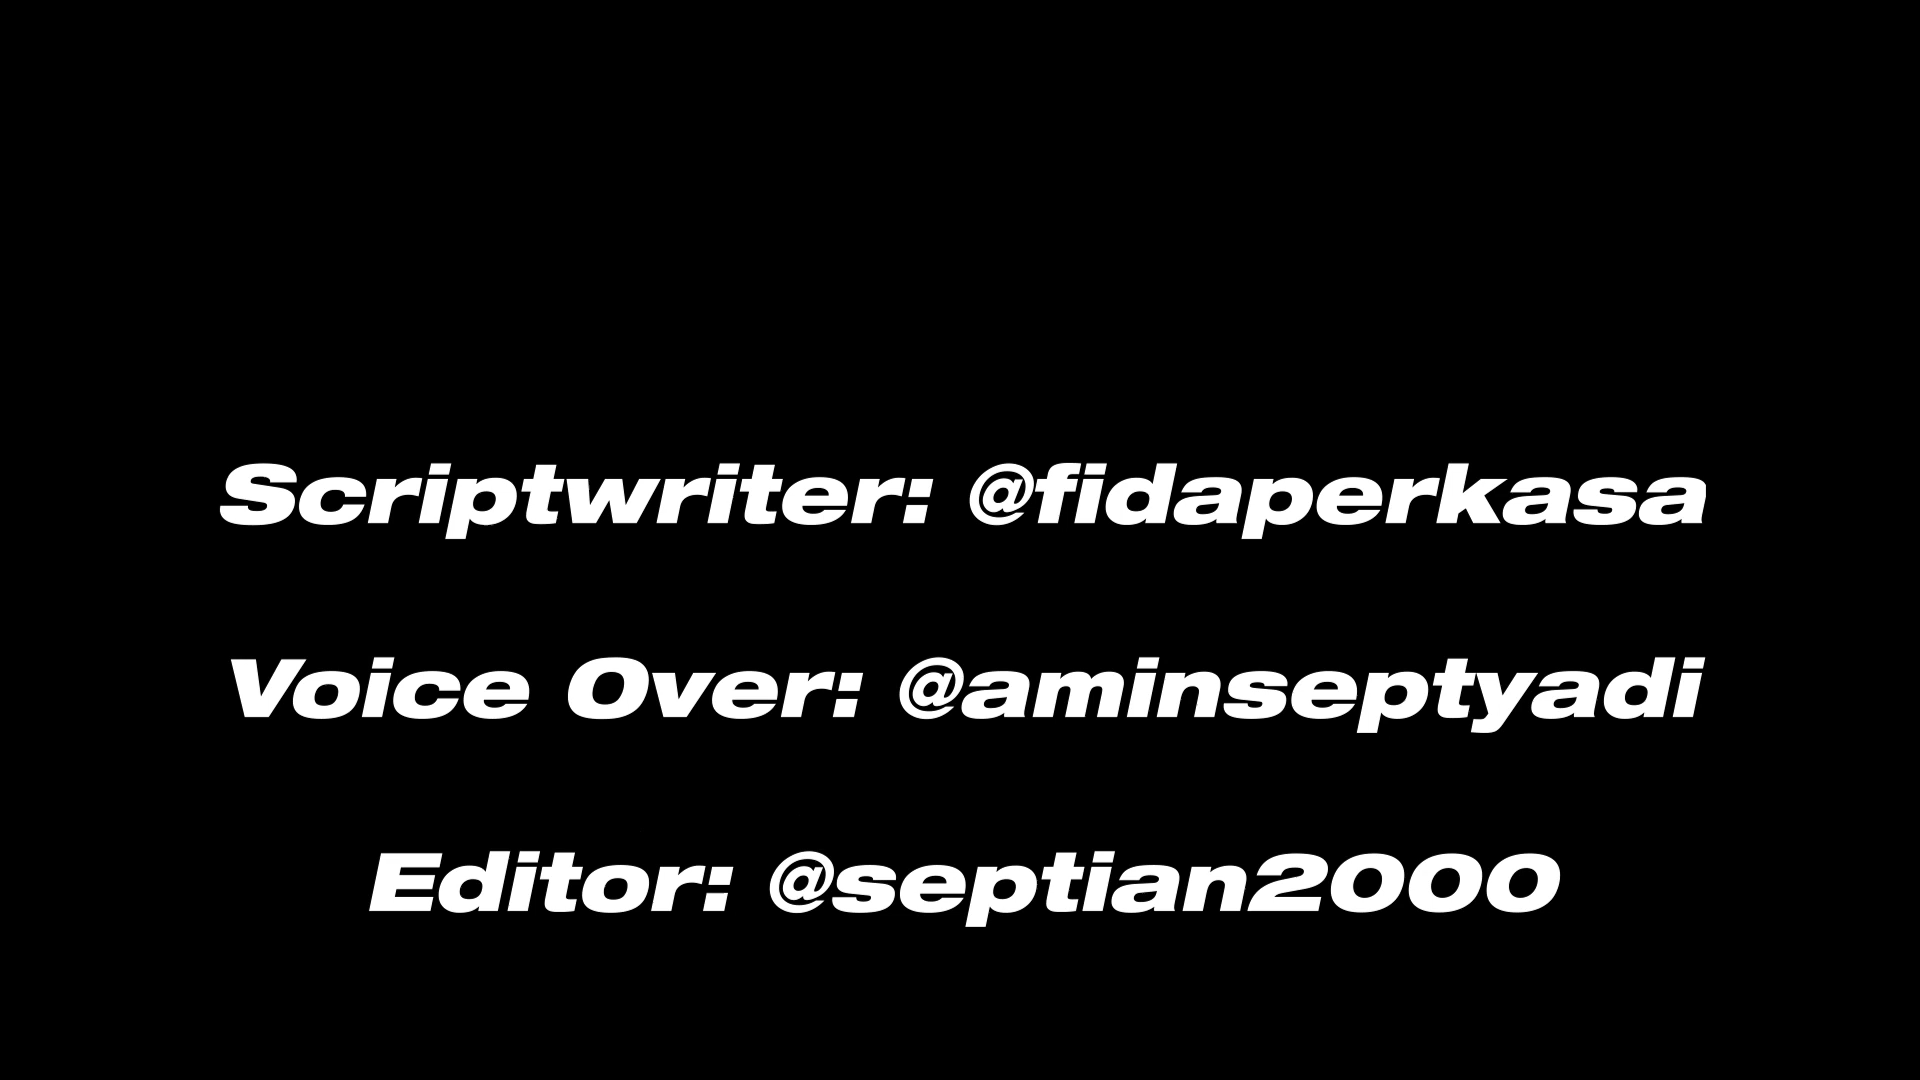 Scriptwriter: @fidaperkasa
Voice Over: @aminseptyadi
Editor: @septian2000